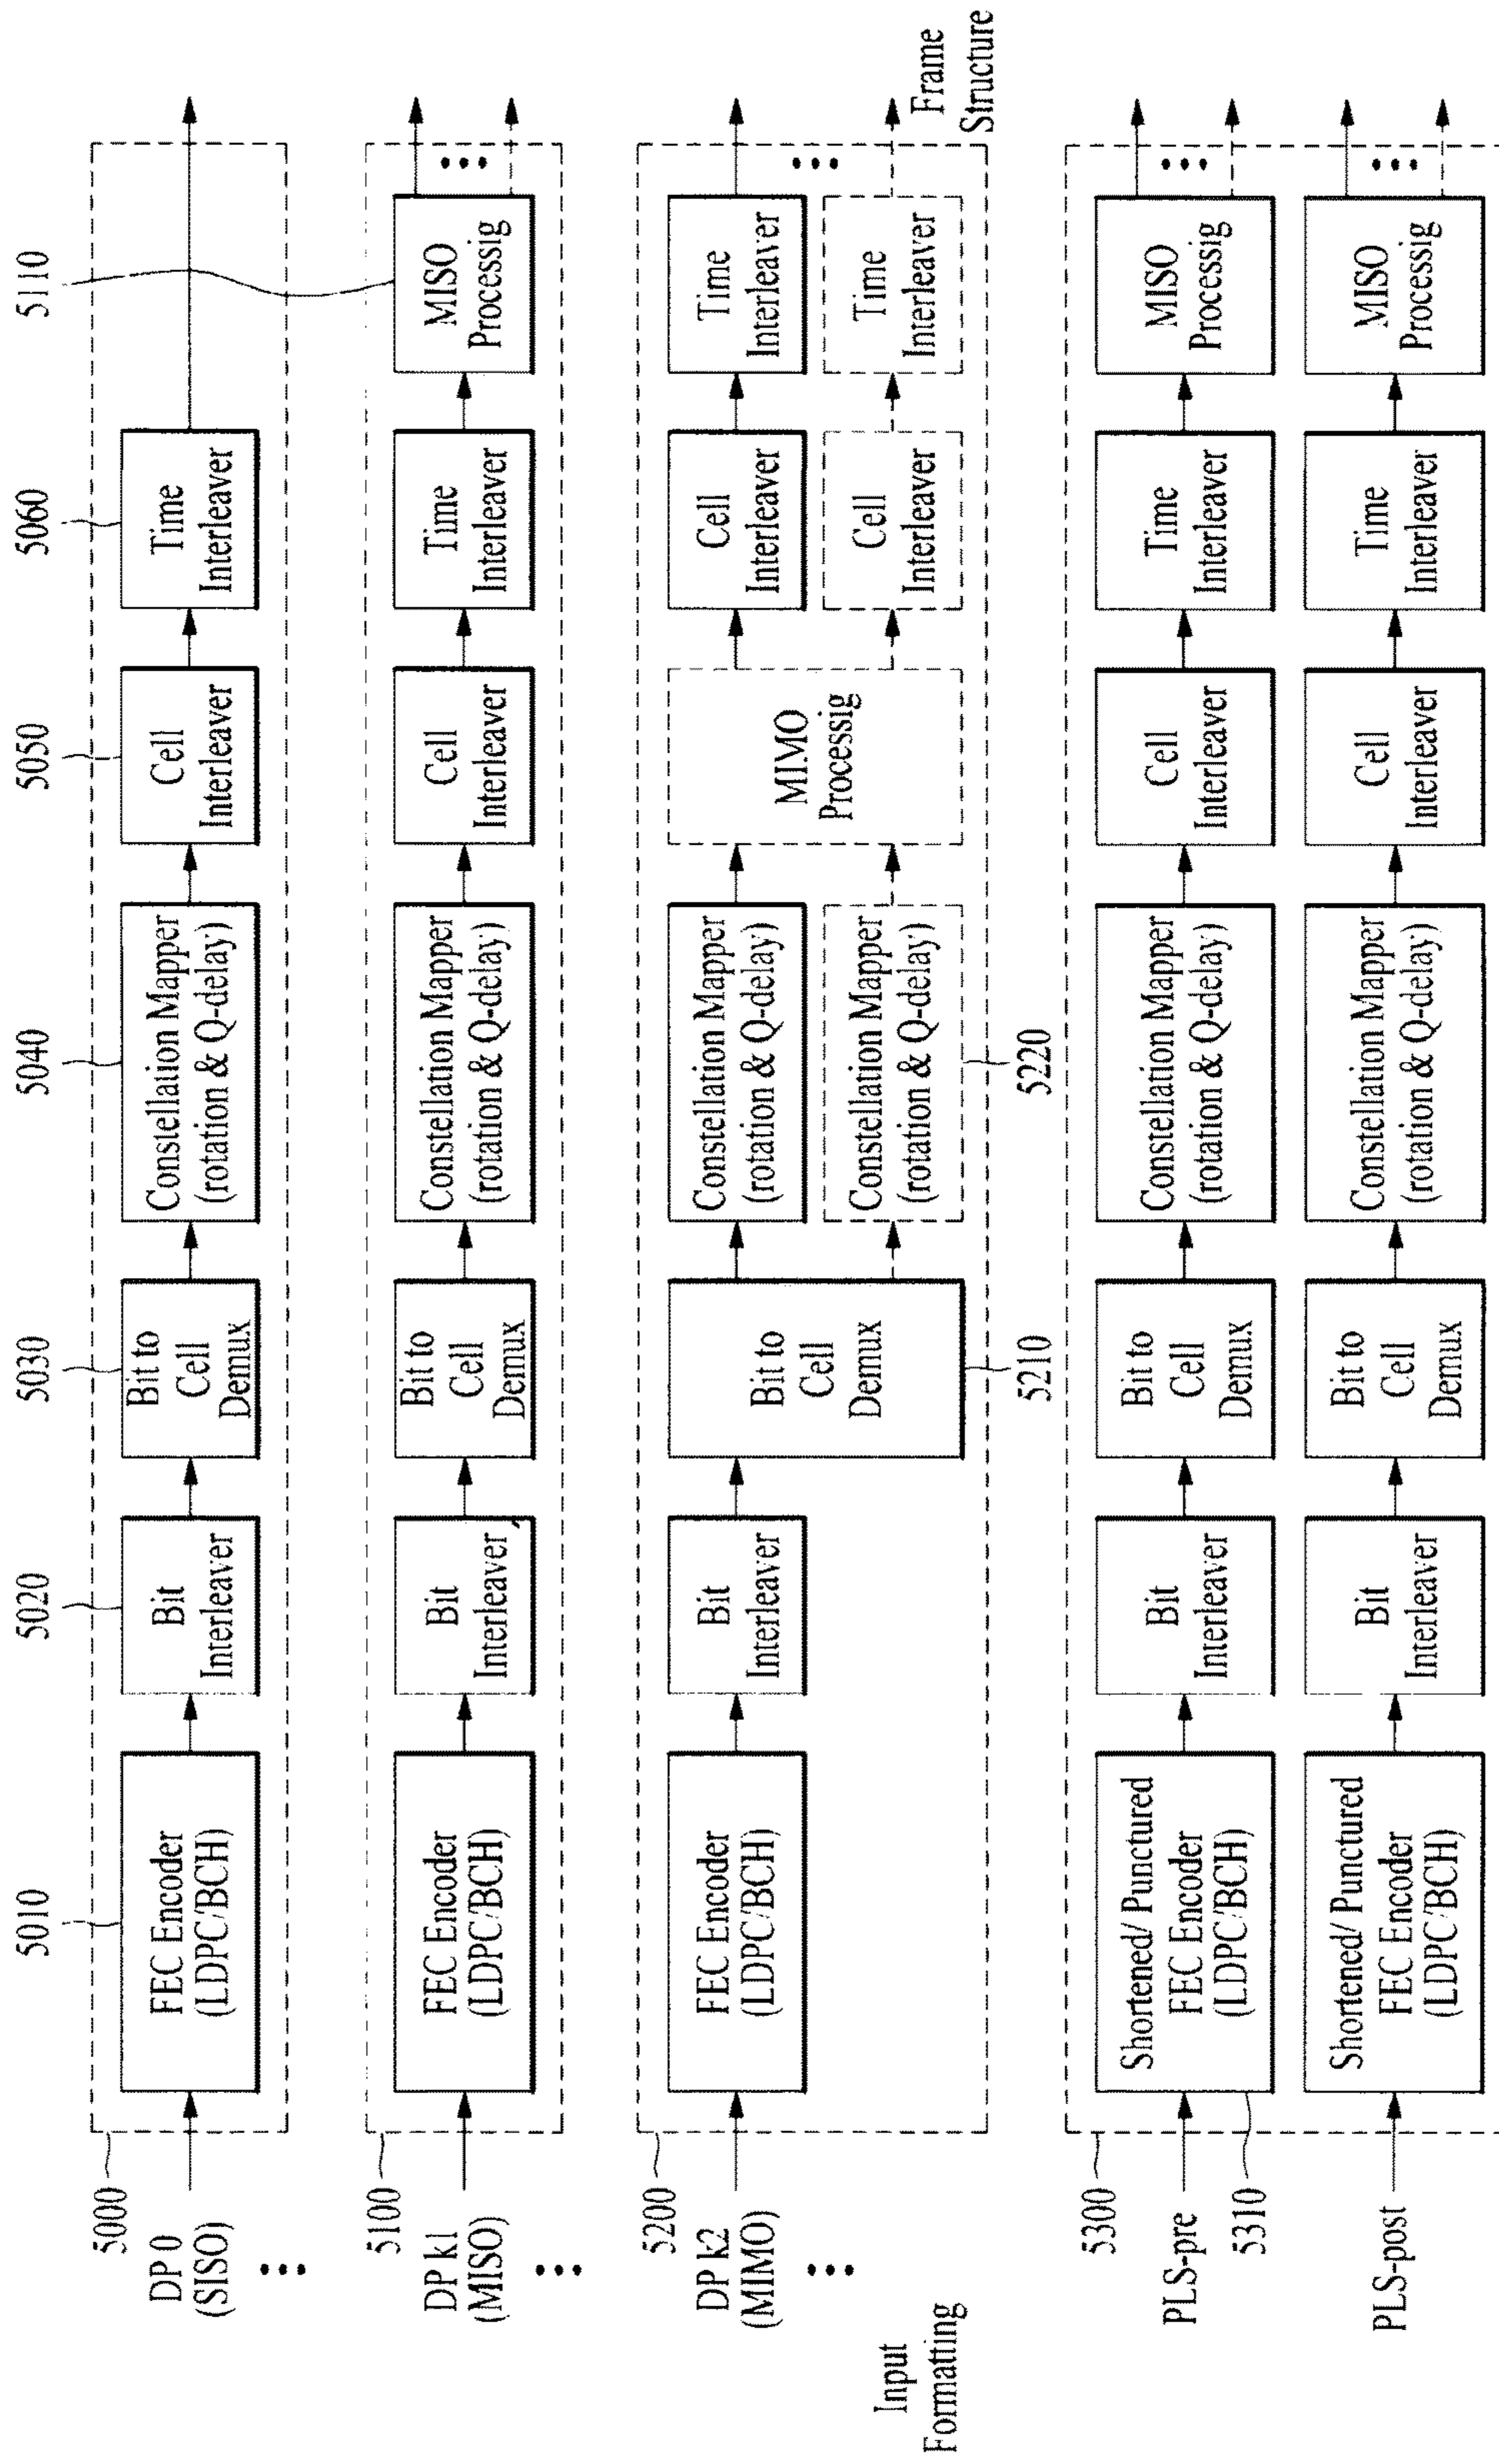 5010
5020
5030
5040
5050
5060
5110
5000
DP 0
(SISO)
FEC Encoder
(LDPC/BCH)
Bit
Interleaver
Bit to
Cell
Demux
Constellation Mapper
(rotation & Q-delay)
Cell
Interleaver
Time
Interleaver
5100
DP k1
(MISO)
FEC Encoder
(LDPC/BCH)
Bit
Interleaver
Bit to
Cell
Demux
Constellation Mapper
(rotation & Q-delay)
Cell
Interleaver
Time
Interleaver
MISO
Processig
5200
DP k2
(MIMO)
FEC Encoder
(LDPC/BCH)
Bit
Interleaver
Bit to Cell
Demux
Constellation Mapper
(rotation & Q-delay)
Constellation Mapper
(rotation & Q-delay)
MIMO
Processig
Cell
Interleaver
Cell
Interleaver
Time
Interleaver
Time
Interleaver
Input
Formatting
5210
5220
Frame
Structure
5300
PLS-pre
5310
Shortened/ Punctured
FEC Encoder
(LDPC/BCH)
Bit
Interleaver
Bit to
Cell
Demux
Constellation Mapper
(rotation & Q-delay)
Cell
Interleaver
Time
Interleaver
MISO
Processig
PLS-post
Shortened/ Punctured
FEC Encoder
(LDPC/BCH)
Bit
Interleaver
Bit to
Cell
Demux
Constellation Mapper
(rotation & Q-delay)
Cell
Interleaver
Time
Interleaver
MISO
Processig